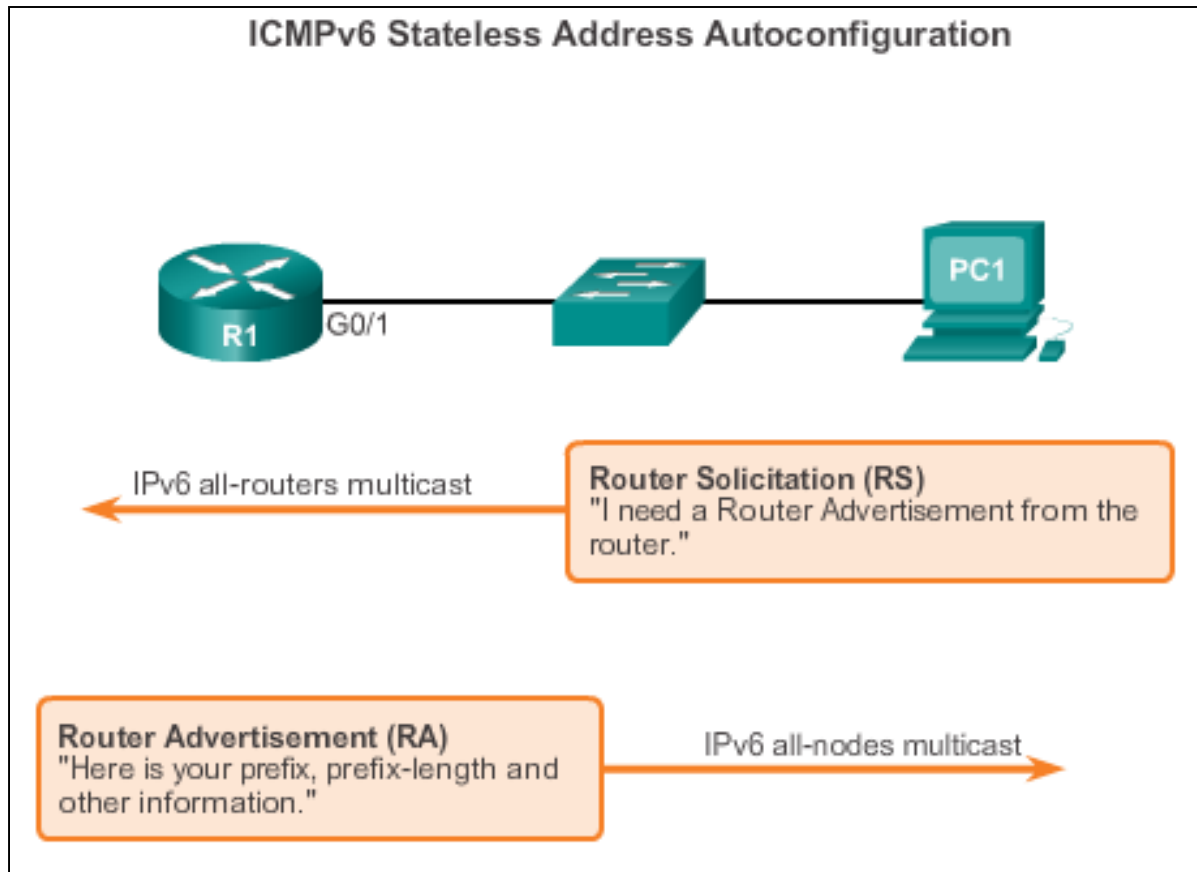 ICMPv6 Stateless Address Autoconfiguration
R1
G0/1
PC1
IPv6 all-routers multicast
Router Solicitation (RS)
"I need a Router Advertisement from the
router."
Router Advertisement (RA)
"Here is your prefix, prefix-length and
other information."
IPv6 all-nodes multicast